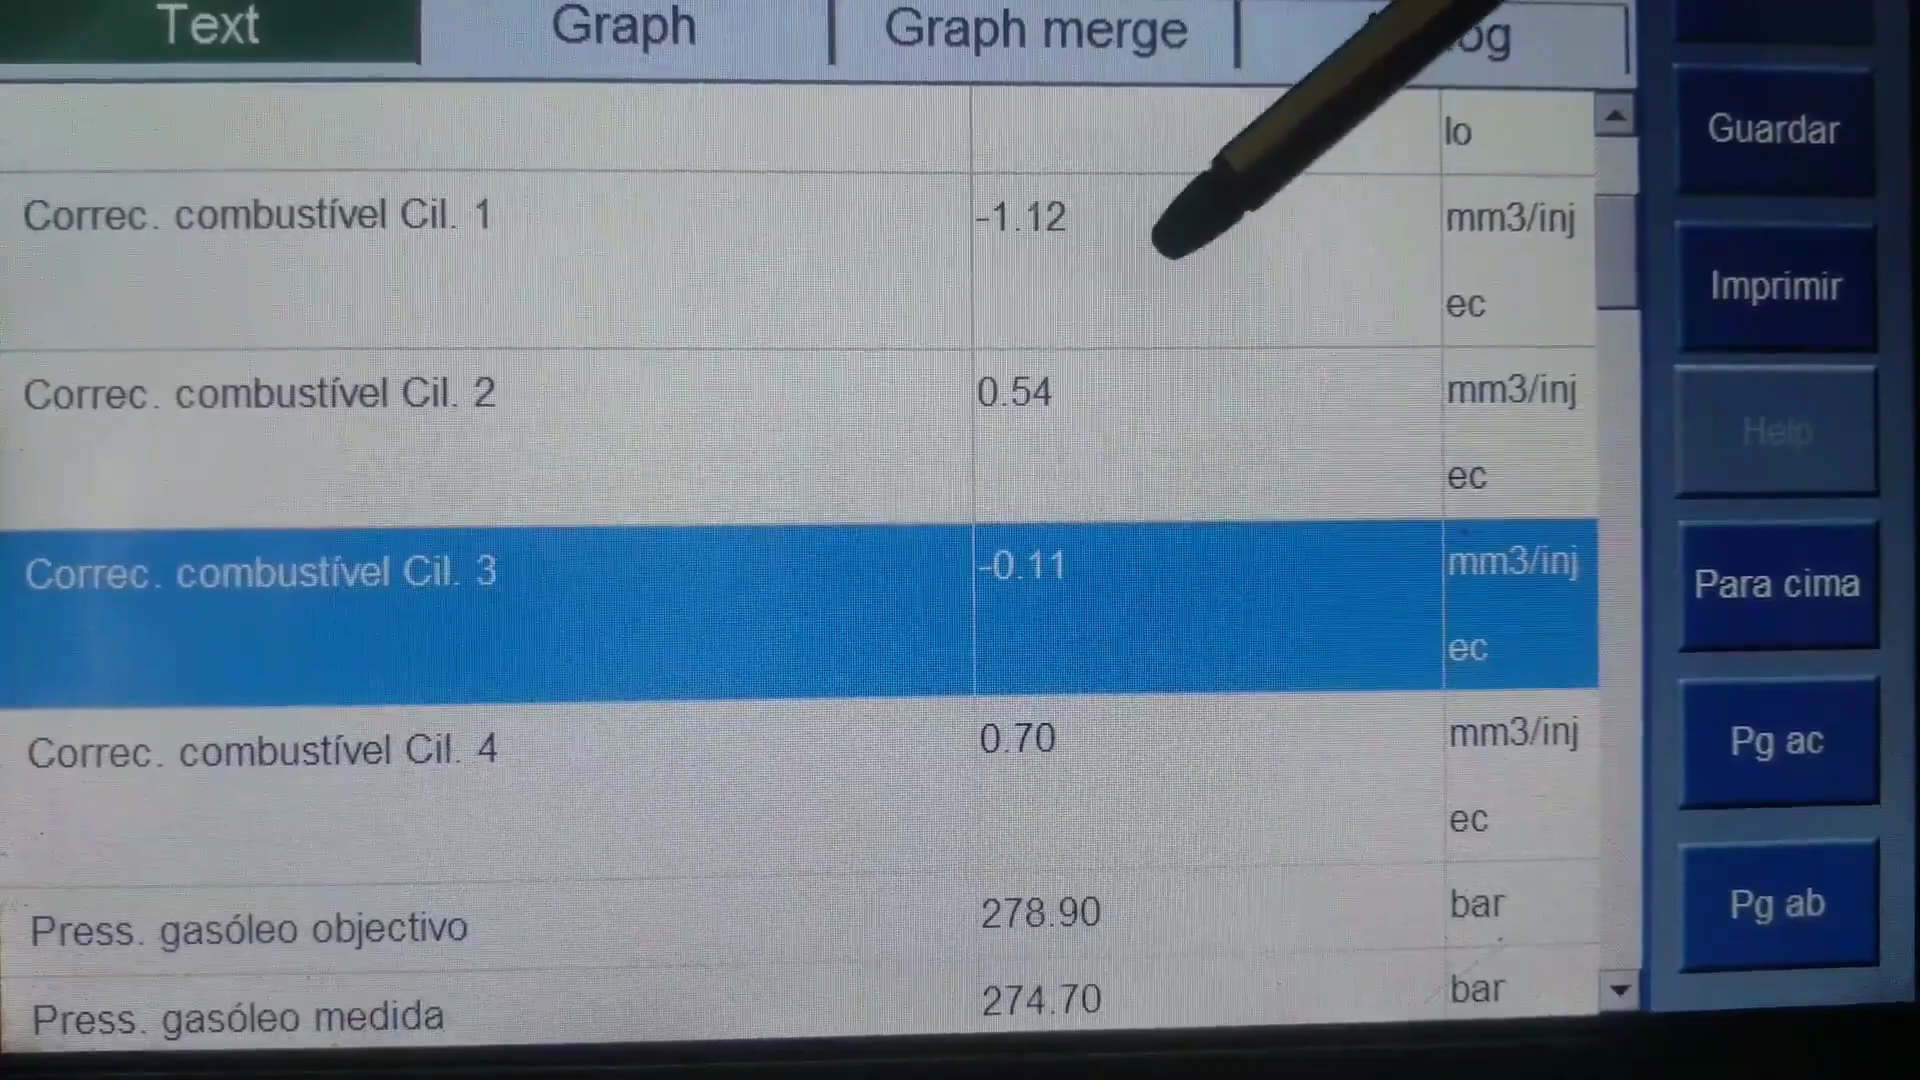 Text
Graph
Graph merge
og
lo
Correc. combustível Cil. 1
-1.12
mm3/inj
ec
Correc. combustível Cil. 2
0.54
mm3/inj
ec
Correc. combustível Cil. 3
-0.11
mm3/inj
ec
Correc. combustível Cil. 4
0.70
mm3/inj
ec
Press. gasóleo objectivo
278.90
bar
Press. gasóleo medida
274.70
bar
Guardar
Imprimir
Help
Para cima
Pg ac
Pg ab